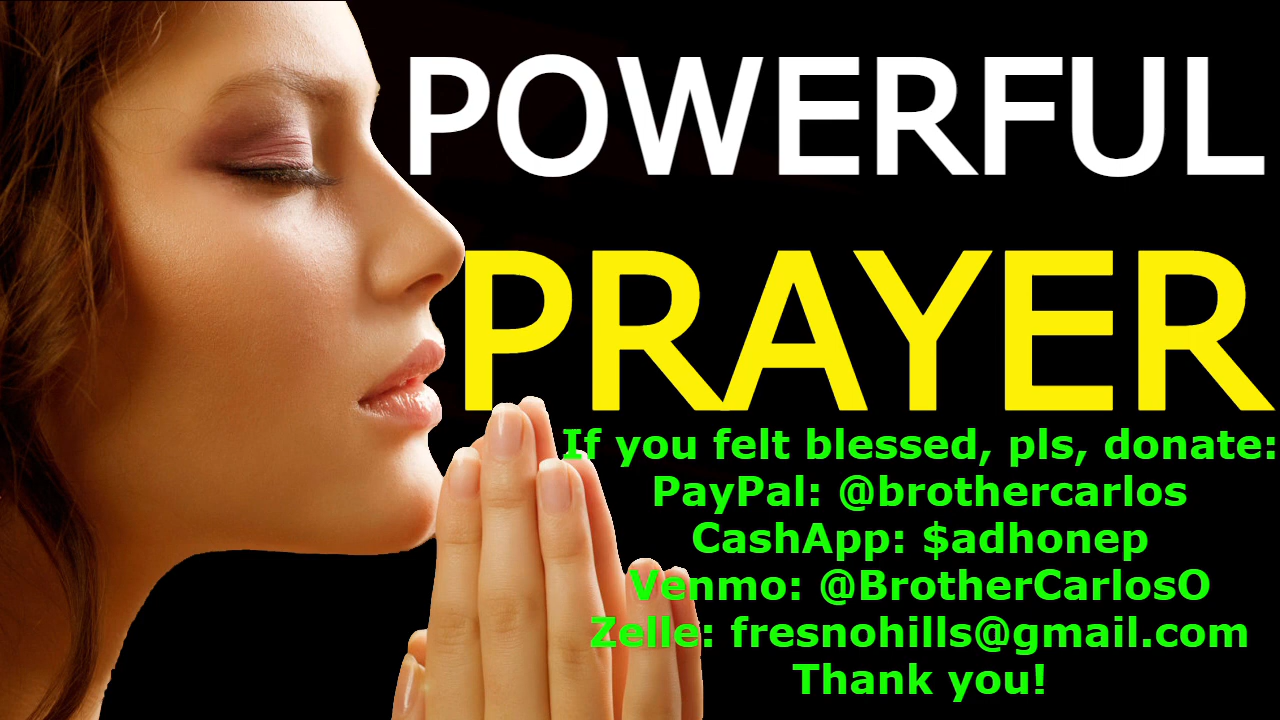 POWERFUL
PRAYER
If you felt blessed, pls, donate:
PayPal: @brothercarlos
CashApp: $adhonep
Venmo: @BrotherCarlosO
Zelle: fresnohills@gmail.com
Thank you!